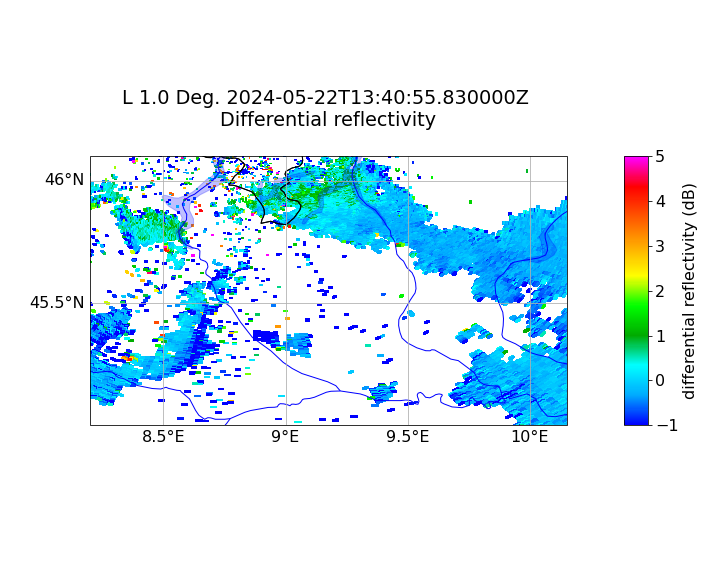 L 1.0 Deg. 2024-05-22T13:40:55.830000Z
Differential reflectivity
46°N
45.5°N
8.5°E
9°E
9.5°E
10°E
5
4
3
2
1
0
−1
differential reflectivity (dB)